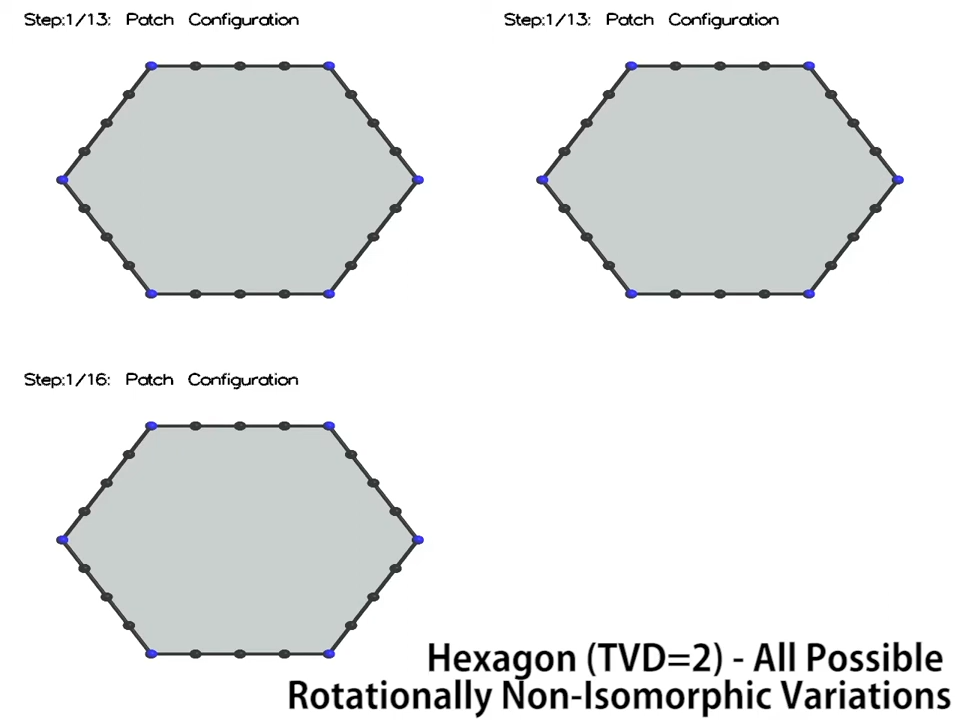 Step:1/13: Patch Configuration
Step:1/13: Patch Configuration
Step:1/16: Patch Configuration
Hexagon (TVD=2) - All Possible
Rotationally Non-Isomorphic Variations